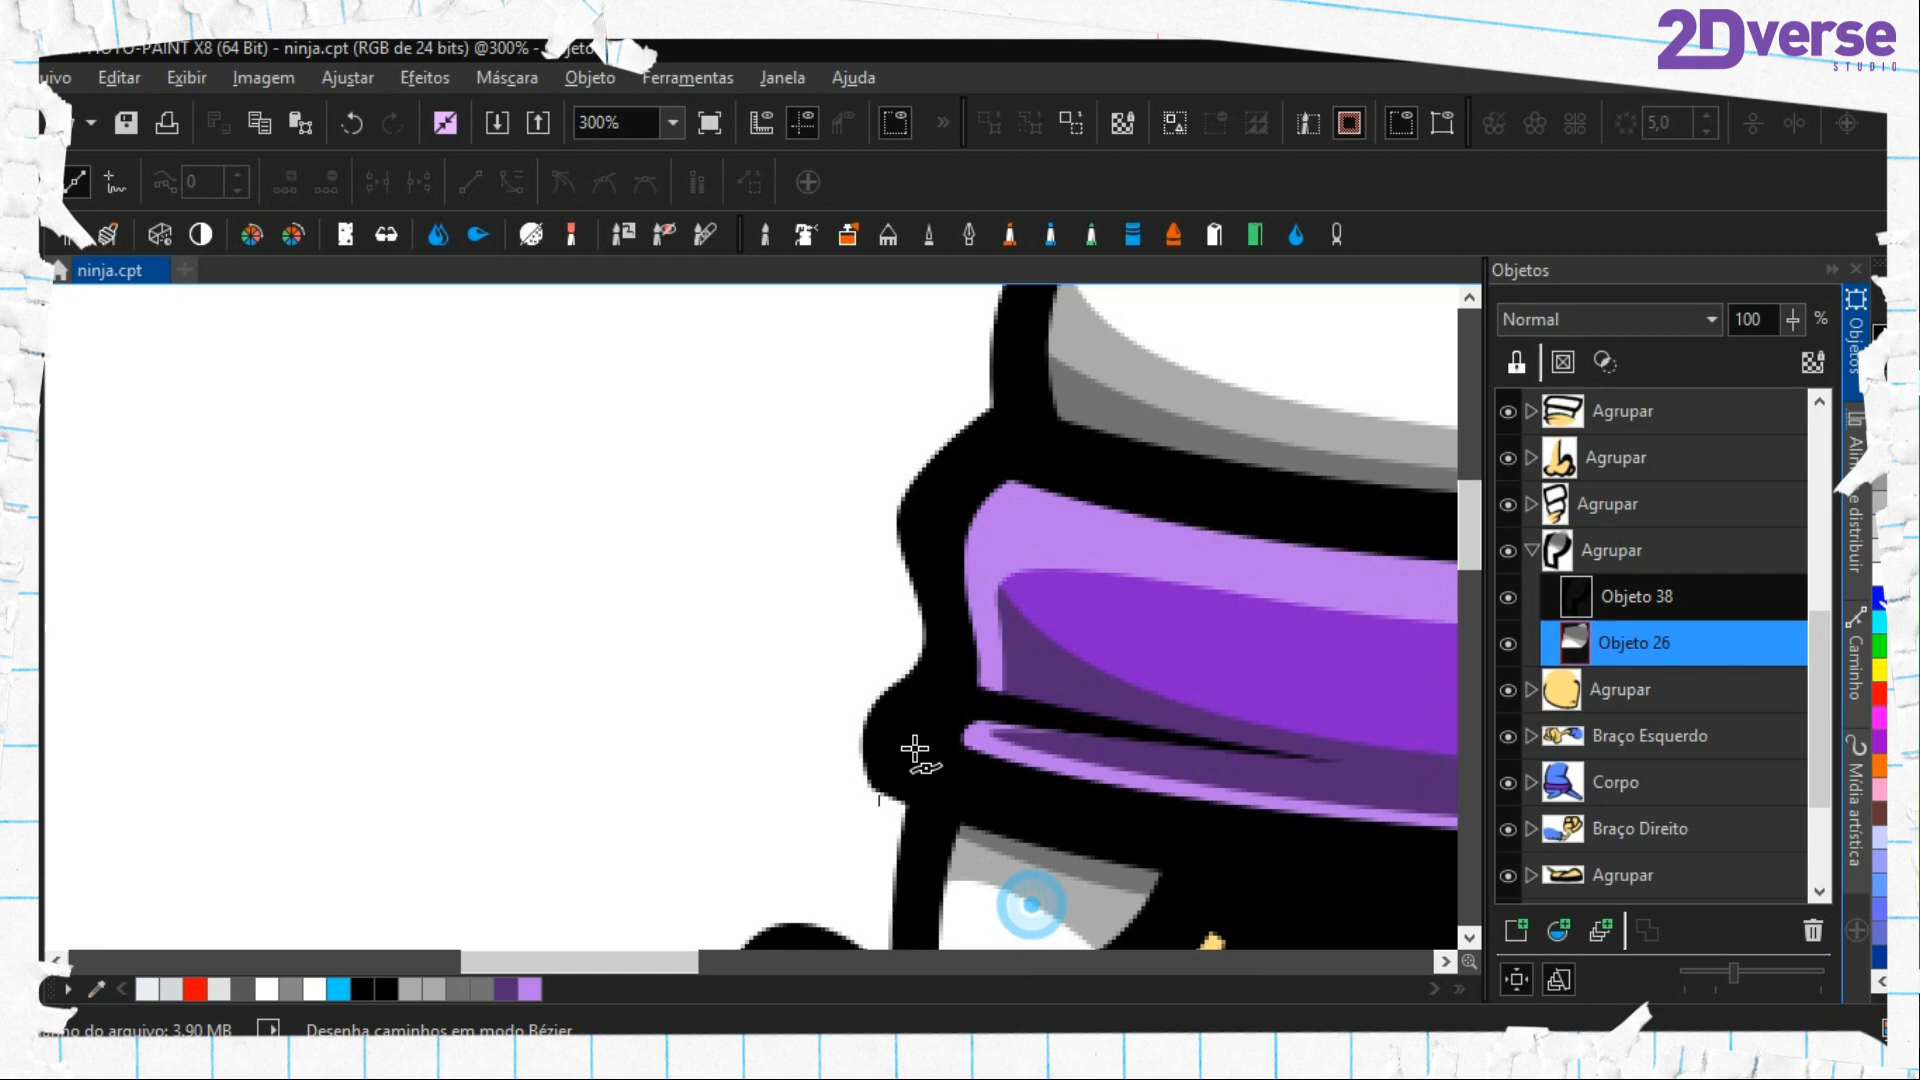 2Dverse
STUDIO
PHOTO-PAINT X8 (64 Bit) - ninja.cpt (RGB de 24 bits) @300% -
Editar Exibir Imagem Ajustar Efeitos Máscara Objeto Ferramentas Janela Ajuda
300%
5,0
0
ninja.cpt
Objetos
Normal 100 %
Agrupar
Agrupar
Agrupar
Agrupar
Objeto 38
Objeto 26
Agrupar
Braço Esquerdo
Corpo
Braço Direito
Agrupar
Objetos
e distribuir
Caminho
Mídia artística
do arquivo: 3,90 MB Desenha caminhos em modo Bézier